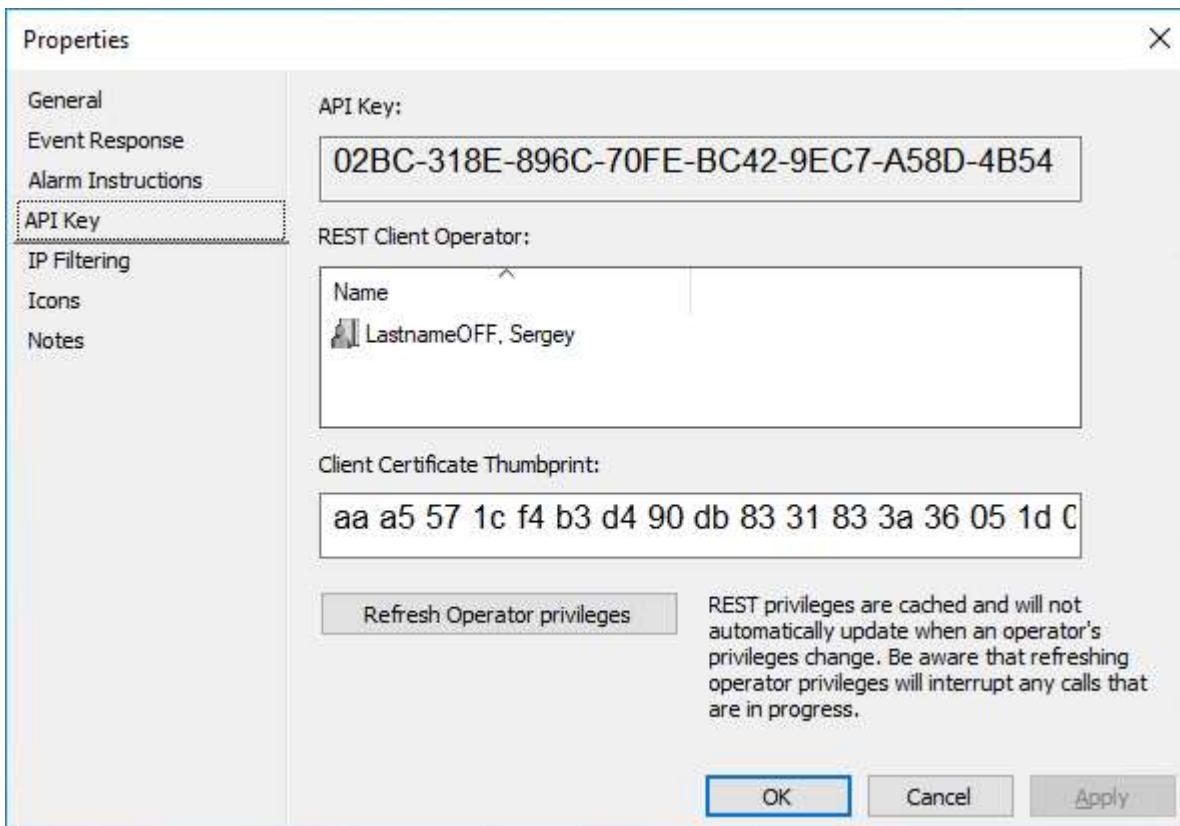 Properties
General
Event Response
Alarm Instructions
API Key
IP Filtering
Icons
Notes
API Key:
02BC-318E-896C-70FE-BC42-9EC7-A58D-4B54
REST Client Operator:
Name
LastnameOFF, Sergey
Client Certificate Thumbprint:
aa a5 57 1c f4 b3 d4 90 db 83 31 83 3a 36 05 1d
Refresh Operator privileges
REST privileges are cached and will not
automatically update when an operator's
privileges change. Be aware that refreshing
operator privileges will interrupt any calls that
are in progress.
OK
Cancel
Apply